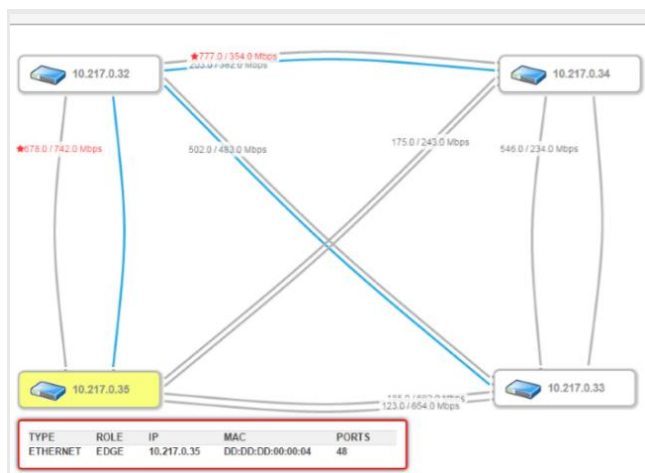 ★777.0 / 354.0 Mbps
10.217.0.32
10.217.0.34
★678.0 / 742.0 Mbps
502.0 / 483.0 Mbps
175.0 / 243.0 Mbps
546.0 / 234.0 Mbps
10.217.0.35
10.217.0.33
123.0 / 654.0 Mbps
TYPE ROLE IP MAC PORTS
ETHERNET EDGE 10.217.0.35 DD:DD:DD:00:00:04 48